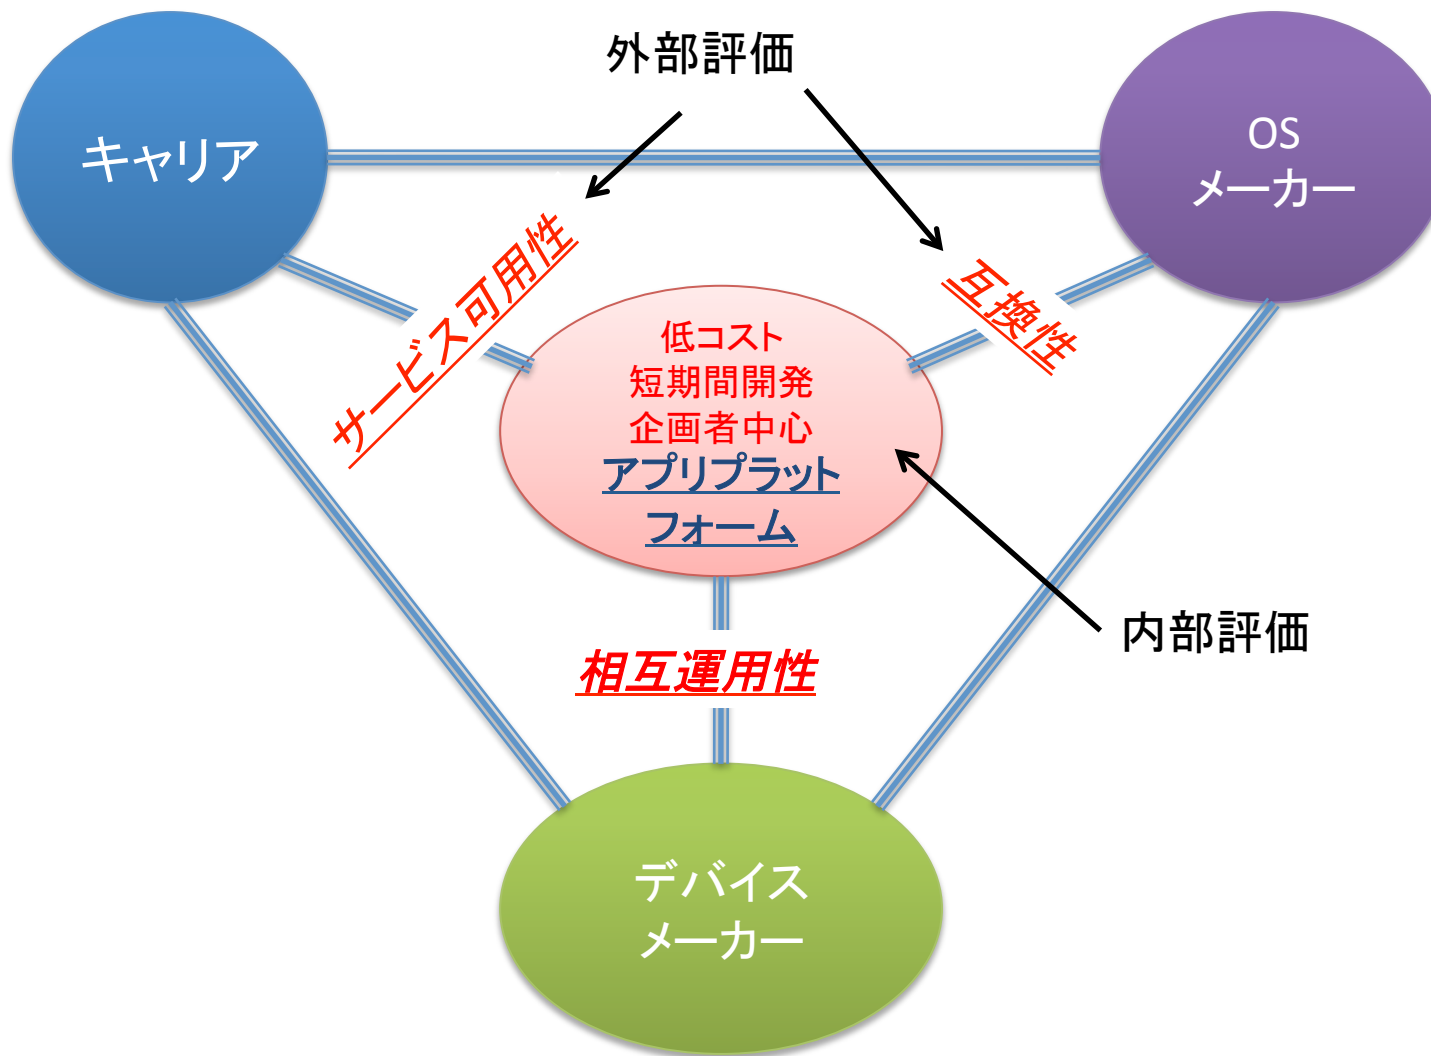 外部評価
キャリア
OS
メーカー
サービス可用性
互換性
低コスト
短期間開発
企画者中心
アプリプラット
フォーム
内部評価
相互運用性
デバイス
メーカー